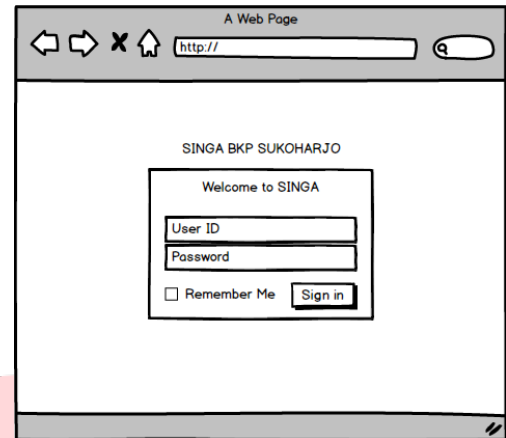 A Web Page
http://
SINGA BKP SUKOHARJO
Welcome to SINGA
User ID
Password
Remember Me Sign in